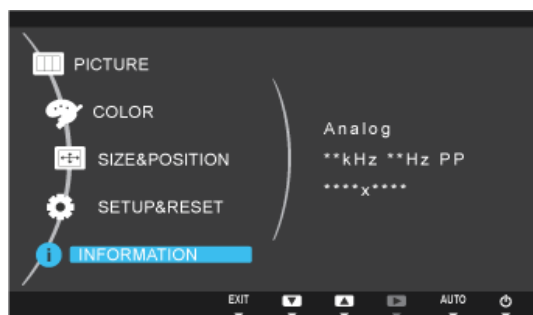 PICTURE
COLOR
SIZE&POSITION
SETUP&RESET
INFORMATION
Analog
**kHz **Hz PP
****x****
EXIT AUTO